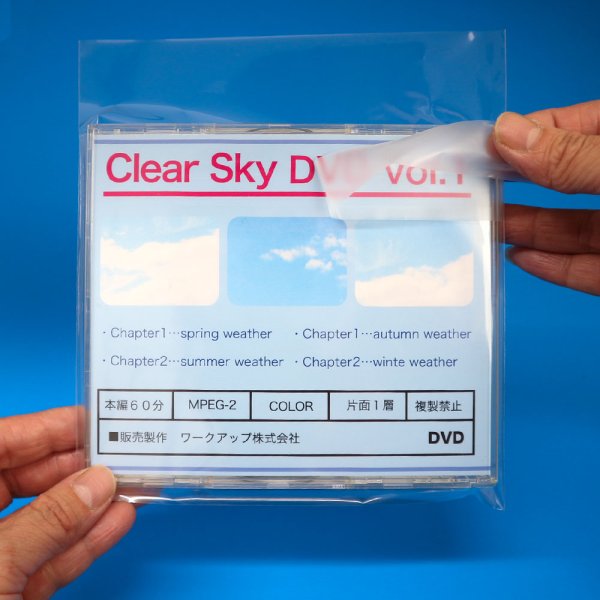 Clear Sky DVD vol.1
・Chapter1…spring weather ・Chapter1…autumn weather
・Chapter2…summer weather ・Chapter2…winte weather
本編６０分 MPEG-2 COLOR 片面１層 複製禁止
■販売製作 ワークアップ株式会社 DVD